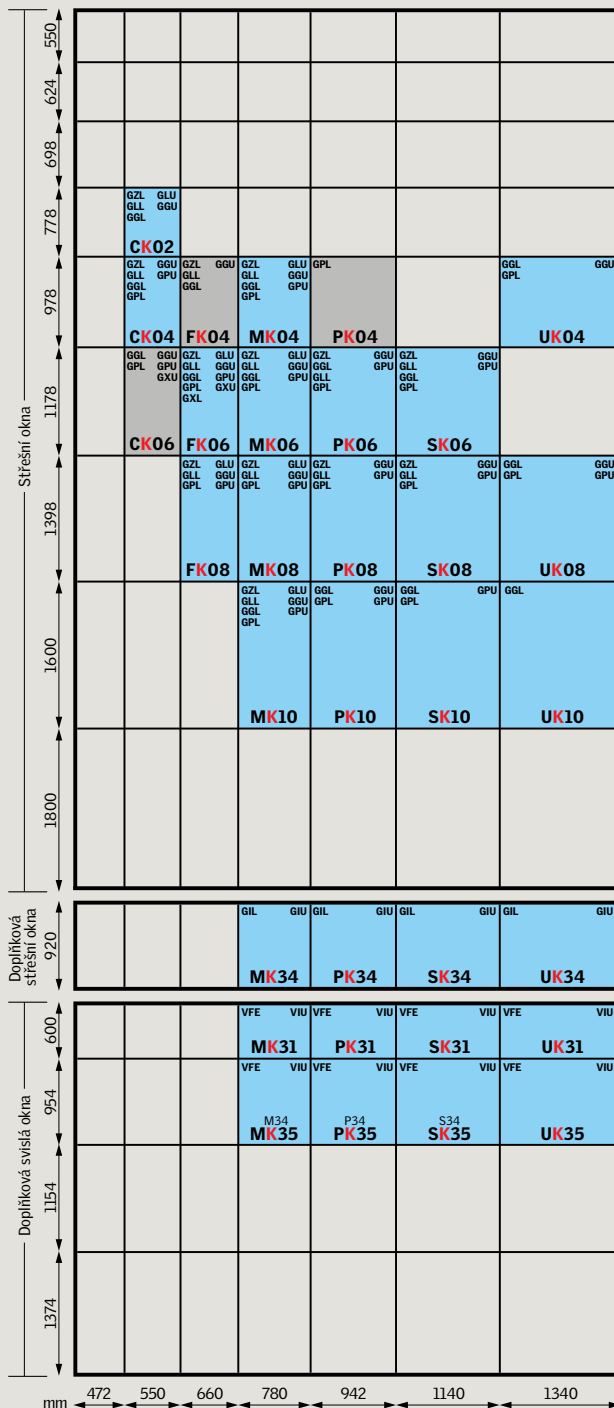 Střešní okna
550
624
698
778
GZL GLU
GLL GGU
GGL
CK02
978
GZL GGU
GLL GPU
GGL
GPL
CK04
GZL GGU
GLL
GGL
FK04
GZL GLU
GLL GGU
GGL GPU
GPL
MK04
GPL
PK04
GGL GGU
GPL
UK04
1178
GGL GGU
GPL GPU
GXU
CK06
GZL GLU
GLL GGU
GGL GPU
GPL GXU
GXL
FK06
GZL GLU
GLL GGU
GGL GPU
GPL
MK06
GZL GGU
GGL GPU
GLL
GPL
PK06
GZL GGU
GLL GPU
GGL
GPL
SK06
1398
GZL GLU
GLL GGU
GPL GPU
FK08
GZL GLU
GLL GGU
GPL GPU
MK08
GZL GGU
GLL GPU
GPL
PK08
GZL GGU
GLL GPU
GPL
SK08
GGL GGU
GPL GPU
UK08
1600
GZL GLU
GLL GGU
GGL GPU
GPL
MK10
GGL GGU
GPL GPU
PK10
GGL GPU
GPL
SK10
GGL
UK10
1800
Doplňková
střešní okna
920
GIL GIU
MK34
GIL GIU
PK34
GIL GIU
SK34
GIL GIU
UK34
Doplňková svislá okna
600
VFE VIU
MK31
VFE VIU
PK31
VFE VIU
SK31
VFE VIU
UK31
954
VFE VIU
M34
MK35
VFE VIU
P34
PK35
VFE VIU
S34
SK35
VFE VIU
UK35
1154
1374
mm 472 550 660 780 942 1140 1340